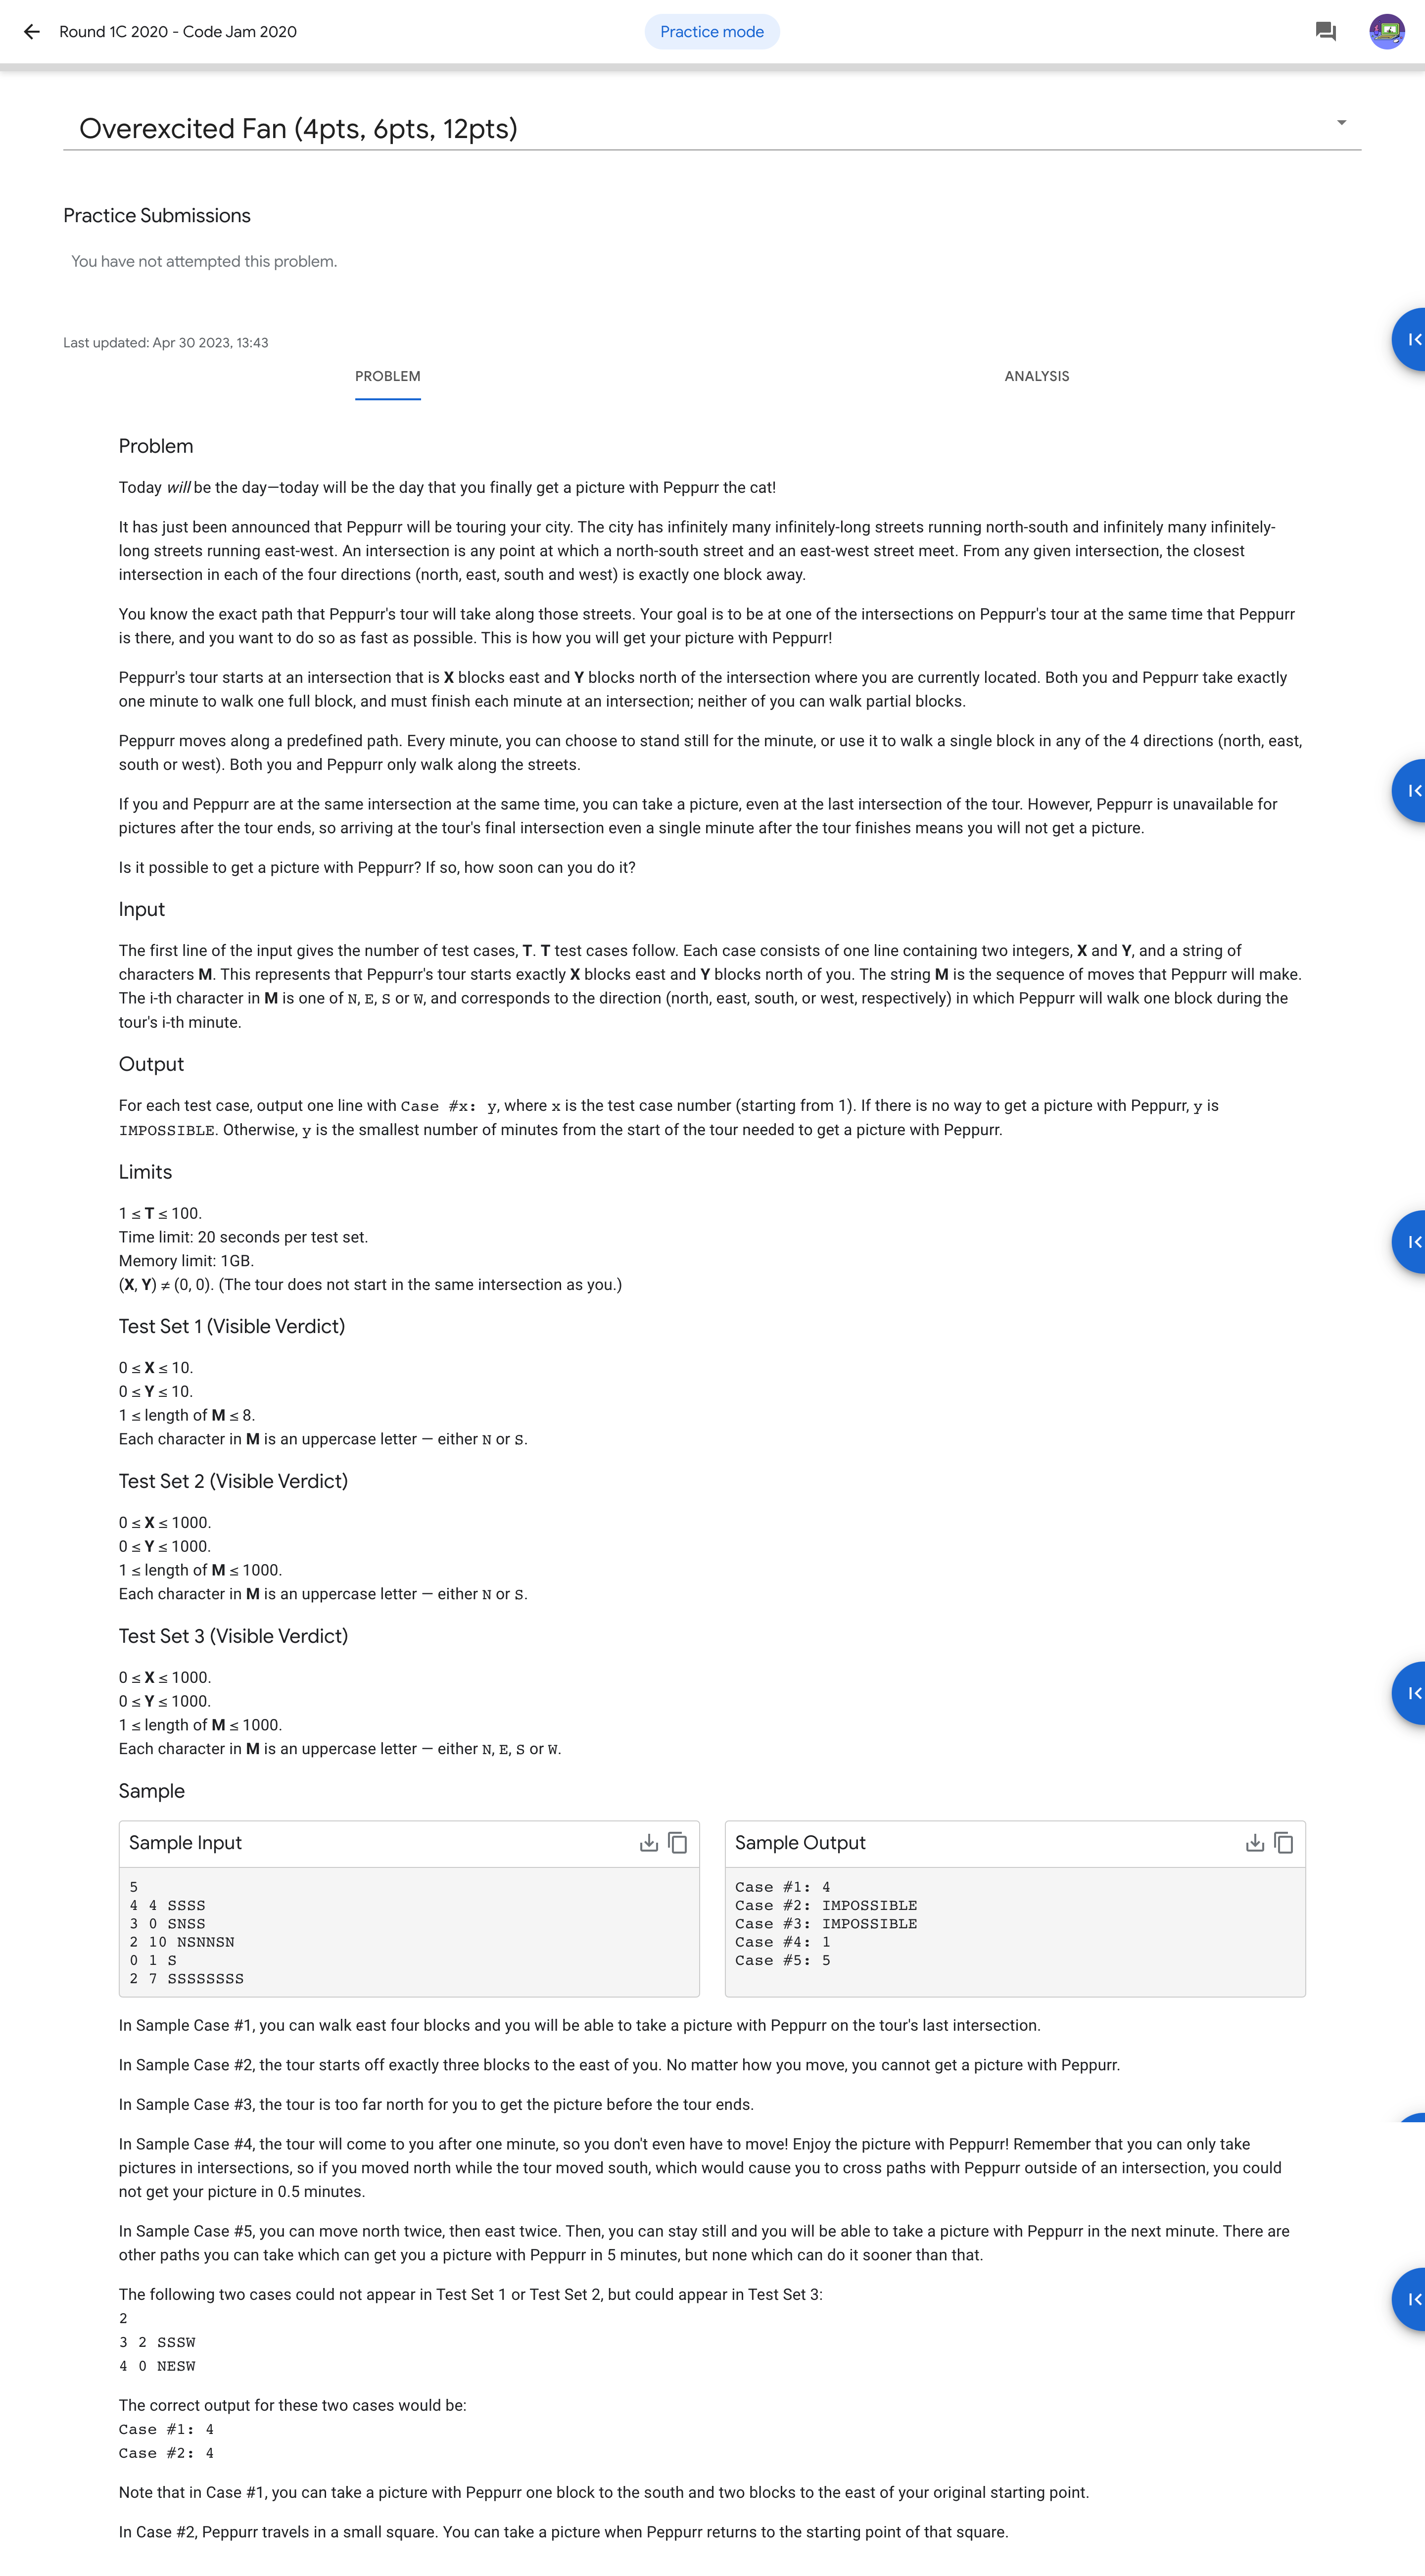 Round 1C 2020 - Code Jam 2020
Practice mode
Overexcited Fan (4pts, 6pts, 12pts)
Practice Submissions
You have not attempted this problem.
Last updated: Apr 30 2023, 13:43
PROBLEM
ANALYSIS
Problem
Today will be the day—today will be the day that you finally get a picture with Peppurr the cat!
It has just been announced that Peppurr will be touring your city. The city has infinitely many infinitely-long streets running north-south and infinitely many infinitely-
long streets running east-west. An intersection is any point at which a north-south street and an east-west street meet. From any given intersection, the closest
intersection in each of the four directions (north, east, south and west) is exactly one block away.
You know the exact path that Peppurr's tour will take along those streets. Your goal is to be at one of the intersections on Peppurr's tour at the same time that Peppurr
is there, and you want to do so as fast as possible. This is how you will get your picture with Peppurr!
Peppurr's tour starts at an intersection that is X blocks east and Y blocks north of the intersection where you are currently located. Both you and Peppurr take exactly
one minute to walk one full block, and must finish each minute at an intersection; neither of you can walk partial blocks.
Peppurr moves along a predefined path. Every minute, you can choose to stand still for the minute, or use it to walk a single block in any of the 4 directions (north, east,
south or west). Both you and Peppurr only walk along the streets.
If you and Peppurr are at the same intersection at the same time, you can take a picture, even at the last intersection of the tour. However, Peppurr is unavailable for
pictures after the tour ends, so arriving at the tour's final intersection even a single minute after the tour finishes means you will not get a picture.
Is it possible to get a picture with Peppurr? If so, how soon can you do it?
Input
The first line of the input gives the number of test cases, T. T test cases follow. Each case consists of one line containing two integers, X and Y, and a string of
characters M. This represents that Peppurr's tour starts exactly X blocks east and Y blocks north of you. The string M is the sequence of moves that Peppurr will make.
The i-th character in M is one of N, E, S or W, and corresponds to the direction (north, east, south, or west, respectively) in which Peppurr will walk one block during the
tour's i-th minute.
Output
For each test case, output one line with Case #x: y, where x is the test case number (starting from 1). If there is no way to get a picture with Peppurr, y is
IMPOSSIBLE. Otherwise, y is the smallest number of minutes from the start of the tour needed to get a picture with Peppurr.
Limits
1 ≤ T ≤ 100.
Time limit: 20 seconds per test set.
Memory limit: 1GB.
(X, Y) ≠ (0, 0). (The tour does not start in the same intersection as you.)
Test Set 1 (Visible Verdict)
0 ≤ X ≤ 10.
0 ≤ Y ≤ 10.
1 ≤ length of M ≤ 8.
Each character in M is an uppercase letter — either N or S.
Test Set 2 (Visible Verdict)
0 ≤ X ≤ 1000.
0 ≤ Y ≤ 1000.
1 ≤ length of M ≤ 1000.
Each character in M is an uppercase letter — either N or S.
Test Set 3 (Visible Verdict)
0 ≤ X ≤ 1000.
0 ≤ Y ≤ 1000.
1 ≤ length of M ≤ 1000.
Each character in M is an uppercase letter — either N, E, S or W.
Sample
Sample Input
5
4 4 SSSS
3 0 SNSS
2 10 NSNNSN
0 1 S
2 7 SSSSSSSS
Sample Output
Case #1: 4
Case #2: IMPOSSIBLE
Case #3: IMPOSSIBLE
Case #4: 1
Case #5: 5
In Sample Case #1, you can walk east four blocks and you will be able to take a picture with Peppurr on the tour's last intersection.
In Sample Case #2, the tour starts off exactly three blocks to the east of you. No matter how you move, you cannot get a picture with Peppurr.
In Sample Case #3, the tour is too far north for you to get the picture before the tour ends.
In Sample Case #4, the tour will come to you after one minute, so you don't even have to move! Enjoy the picture with Peppurr! Remember that you can only take
pictures in intersections, so if you moved north while the tour moved south, which would cause you to cross paths with Peppurr outside of an intersection, you could
not get your picture in 0.5 minutes.
In Sample Case #5, you can move north twice, then east twice. Then, you can stay still and you will be able to take a picture with Peppurr in the next minute. There are
other paths you can take which can get you a picture with Peppurr in 5 minutes, but none which can do it sooner than that.
The following two cases could not appear in Test Set 1 or Test Set 2, but could appear in Test Set 3:
2
3 2 SSSW
4 0 NESW
The correct output for these two cases would be:
Case #1: 4
Case #2: 4
Note that in Case #1, you can take a picture with Peppurr one block to the south and two blocks to the east of your original starting point.
In Case #2, Peppurr travels in a small square. You can take a picture when Peppurr returns to the starting point of that square.